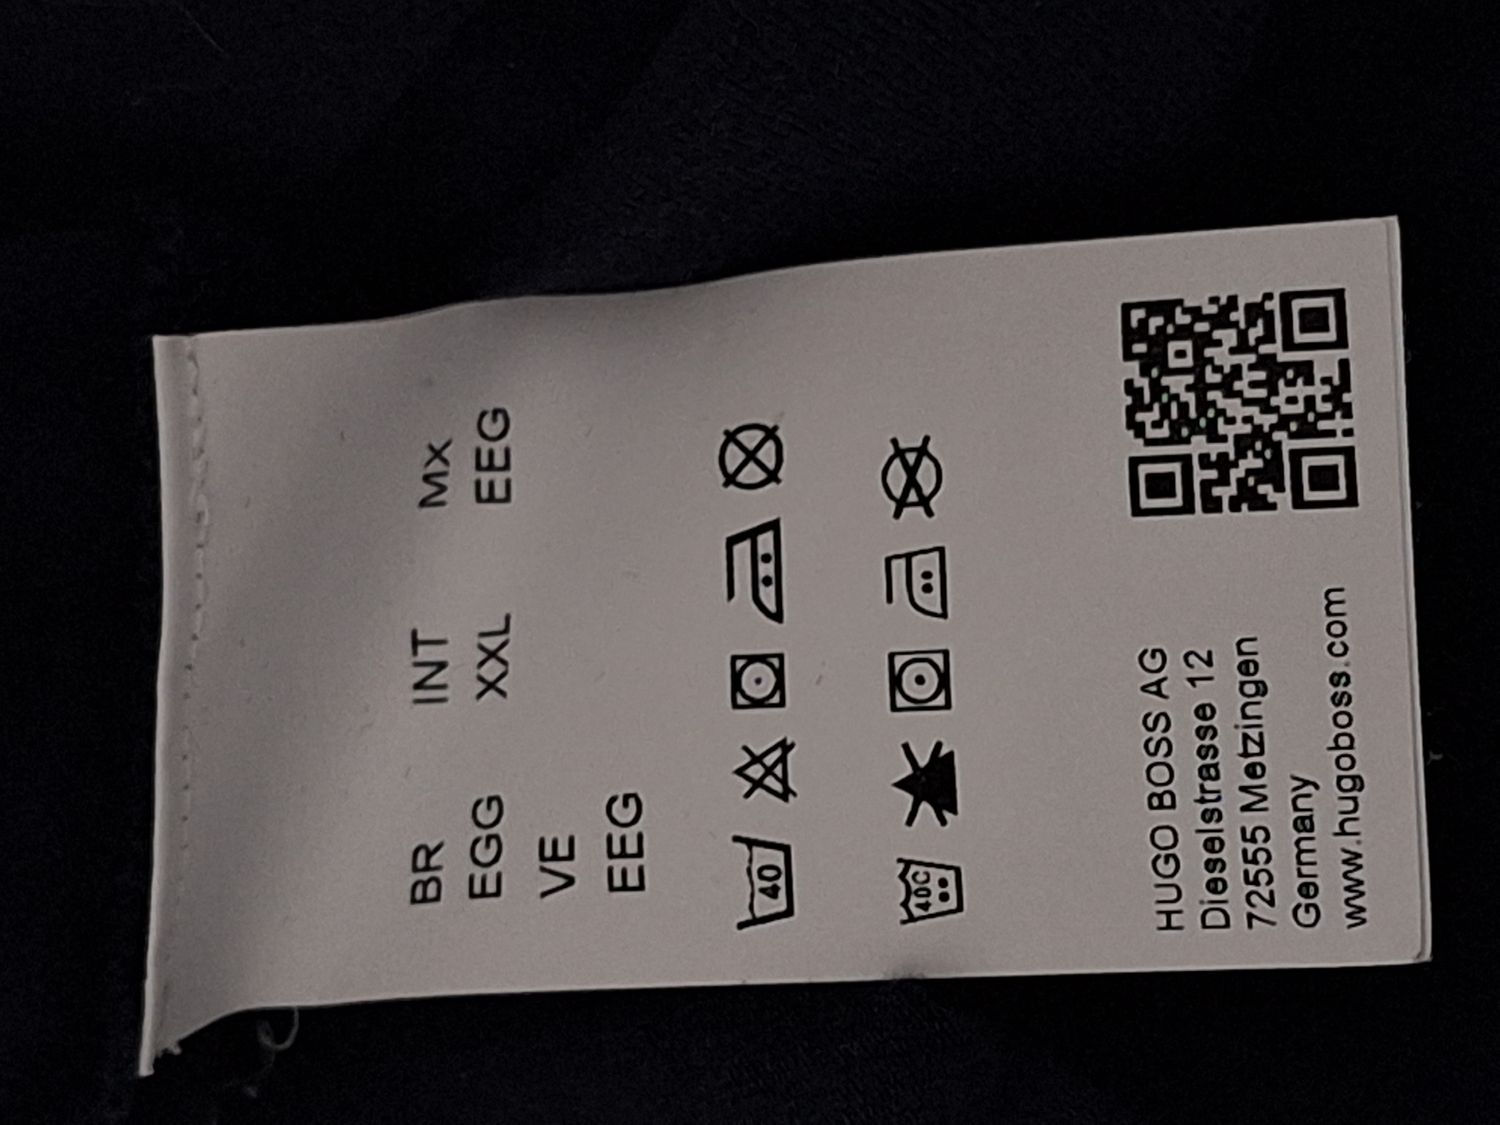 BR INT Mx
EGG XXL EEG
VE
EEG
40
40C
HUGO BOSS AG
Dieselstrasse 12
72555 Metzingen
Germany
www.hugoboss.com